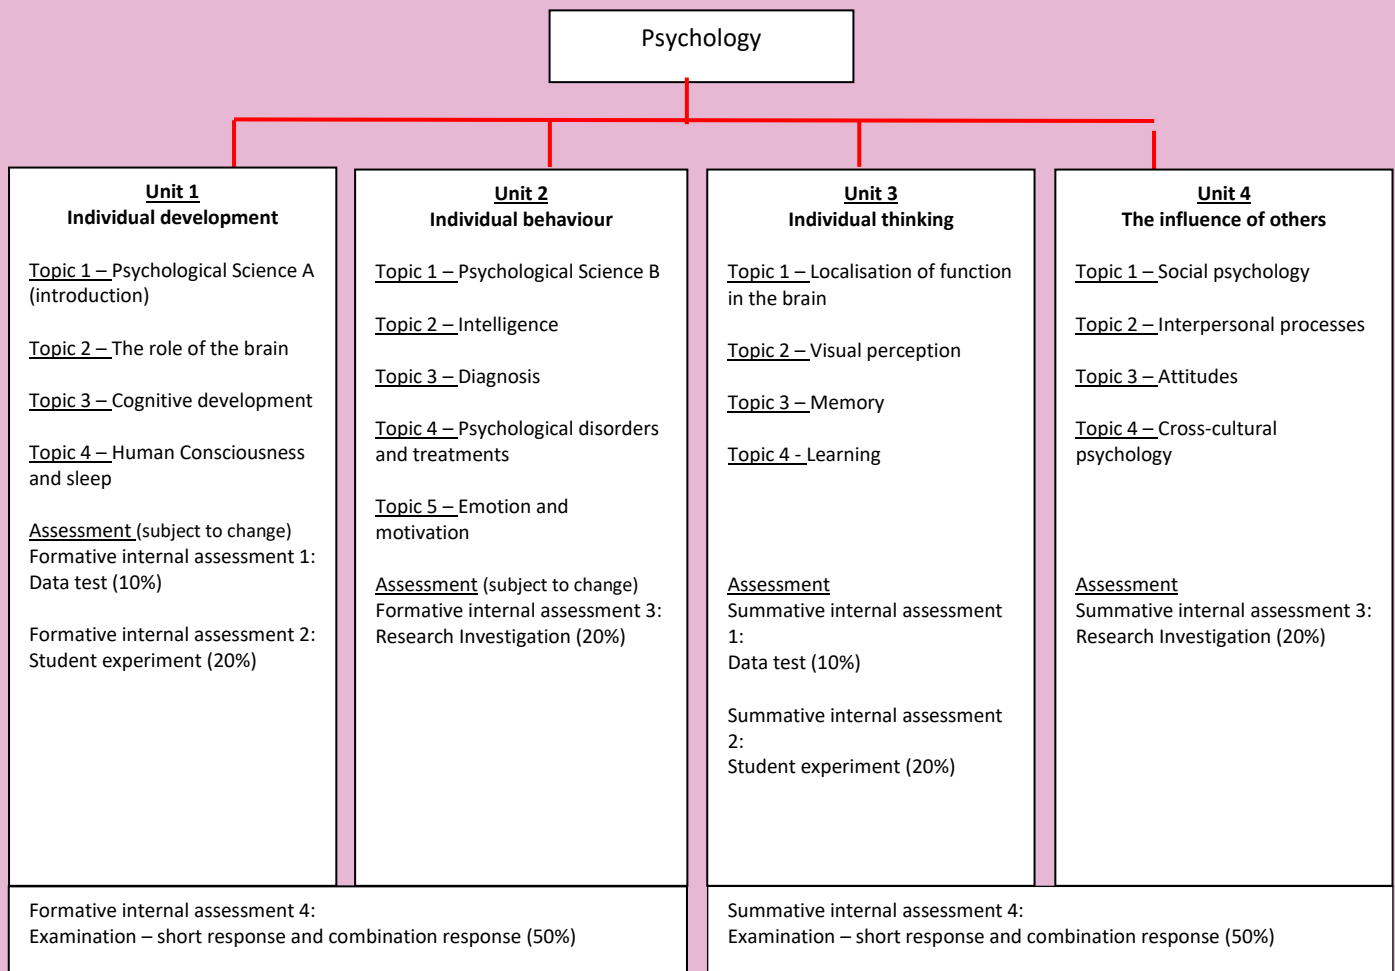 Psychology
Unit 1
Individual development
Topic 1 – Psychological Science A
(introduction)
Topic 2 – The role of the brain
Topic 3 – Cognitive development
Topic 4 – Human Consciousness
and sleep
Assessment (subject to change)
Formative internal assessment 1:
Data test (10%)
Formative internal assessment 2:
Student experiment (20%)
Unit 2
Individual behaviour
Topic 1 – Psychological Science B
Topic 2 – Intelligence
Topic 3 – Diagnosis
Topic 4 – Psychological disorders
and treatments
Topic 5 – Emotion and
motivation
Assessment (subject to change)
Formative internal assessment 3:
Research Investigation (20%)
Unit 3
Individual thinking
Topic 1 – Localisation of function
in the brain
Topic 2 – Visual perception
Topic 3 – Memory
Topic 4 - Learning
Assessment
Summative internal assessment
1:
Data test (10%)
Summative internal assessment
2:
Student experiment (20%)
Unit 4
The influence of others
Topic 1 – Social psychology
Topic 2 – Interpersonal processes
Topic 3 – Attitudes
Topic 4 – Cross-cultural
psychology
Assessment
Summative internal assessment 3:
Research Investigation (20%)
Formative internal assessment 4:
Examination – short response and combination response (50%)
Summative internal assessment 4:
Examination – short response and combination response (50%)